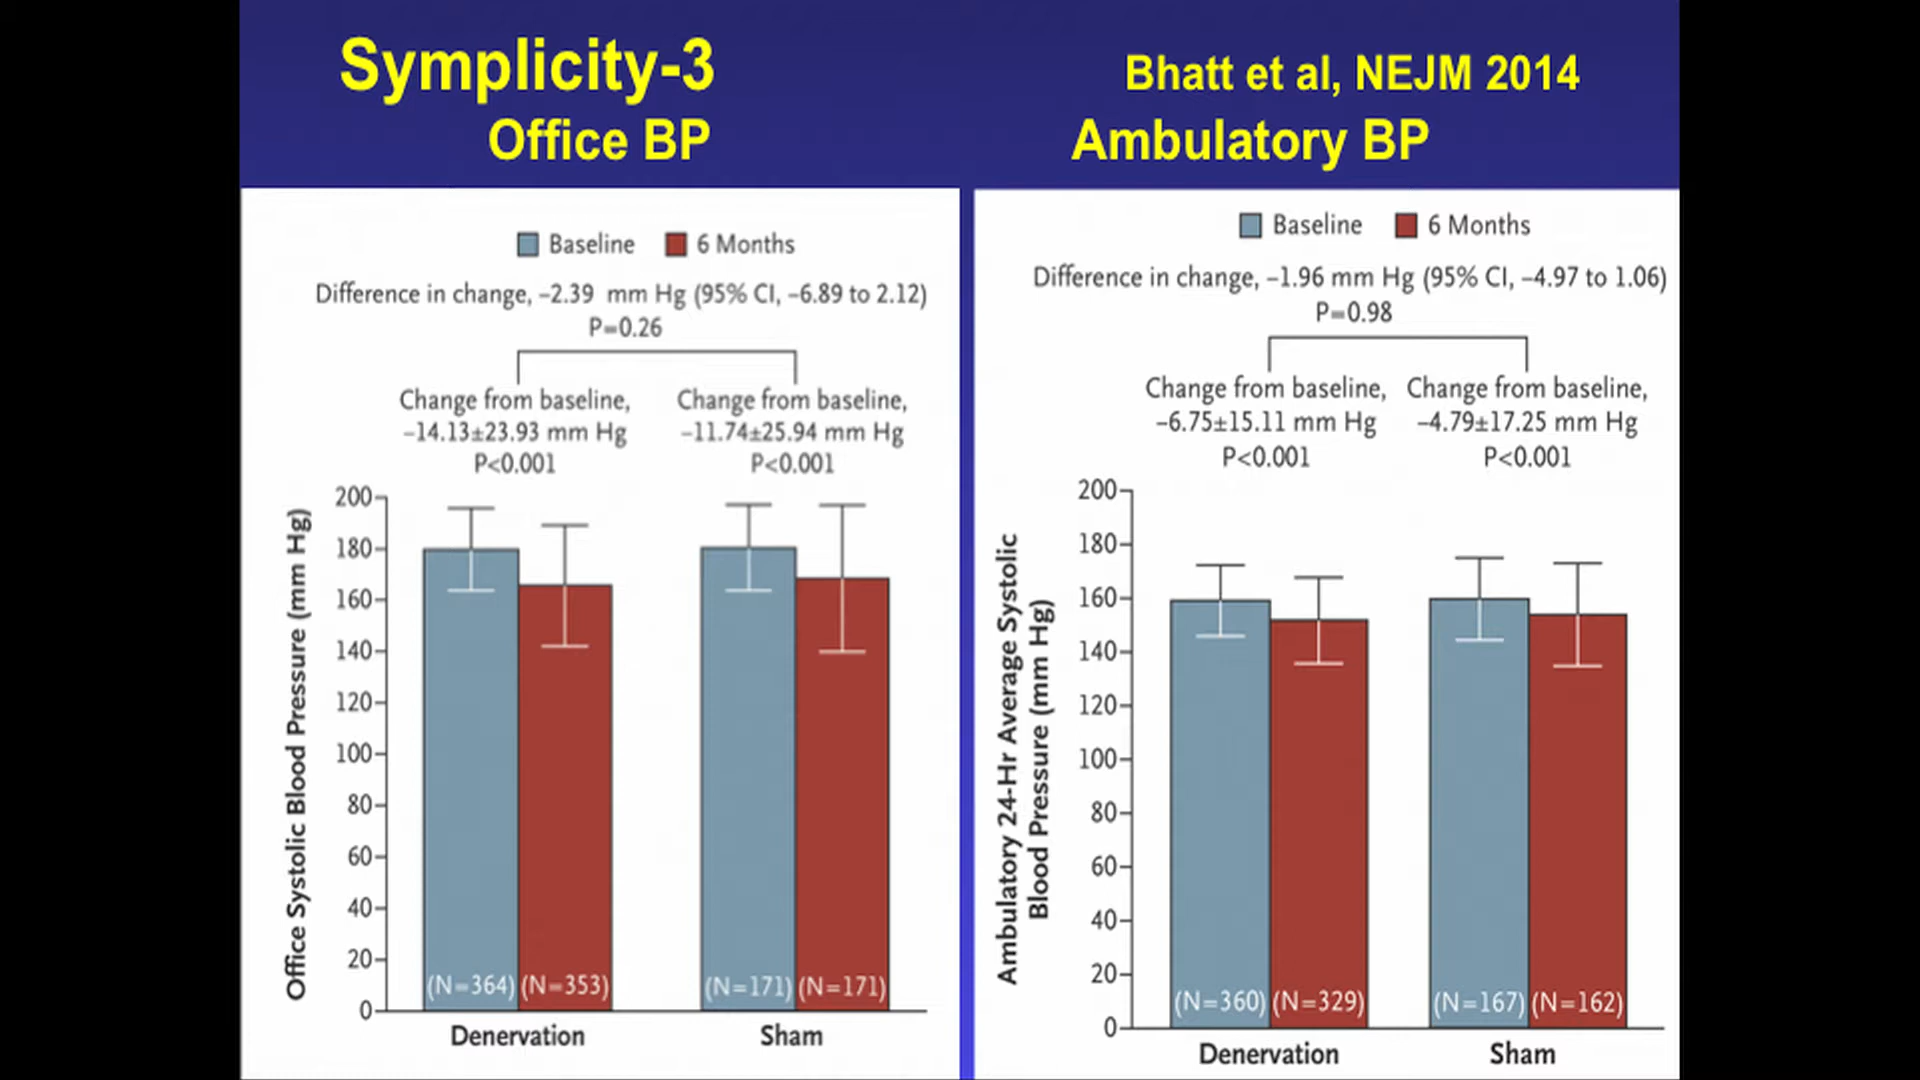 Symplicity-3
Bhatt et al, NEJM 2014
Office BP
Ambulatory BP
Baseline 6 Months
Difference in change, –2.39 mm Hg (95% CI, –6.89 to 2.12)
P=0.26
Change from baseline,
–14.13±23.93 mm Hg
P<0.001
Change from baseline,
–11.74±25.94 mm Hg
P<0.001
Office Systolic Blood Pressure (mm Hg)
200
180
160
140
120
100
80
60
40
20
0
(N=364) (N=353) (N=171) (N=171)
Denervation Sham
Baseline 6 Months
Difference in change, –1.96 mm Hg (95% CI, –4.97 to 1.06)
P=0.98
Change from baseline,
–6.75±15.11 mm Hg
P<0.001
Change from baseline,
–4.79±17.25 mm Hg
P<0.001
Ambulatory 24-Hr Average Systolic
Blood Pressure (mm Hg)
200
180
160
140
120
100
80
60
40
20
0
(N=360) (N=329) (N=167) (N=162)
Denervation Sham